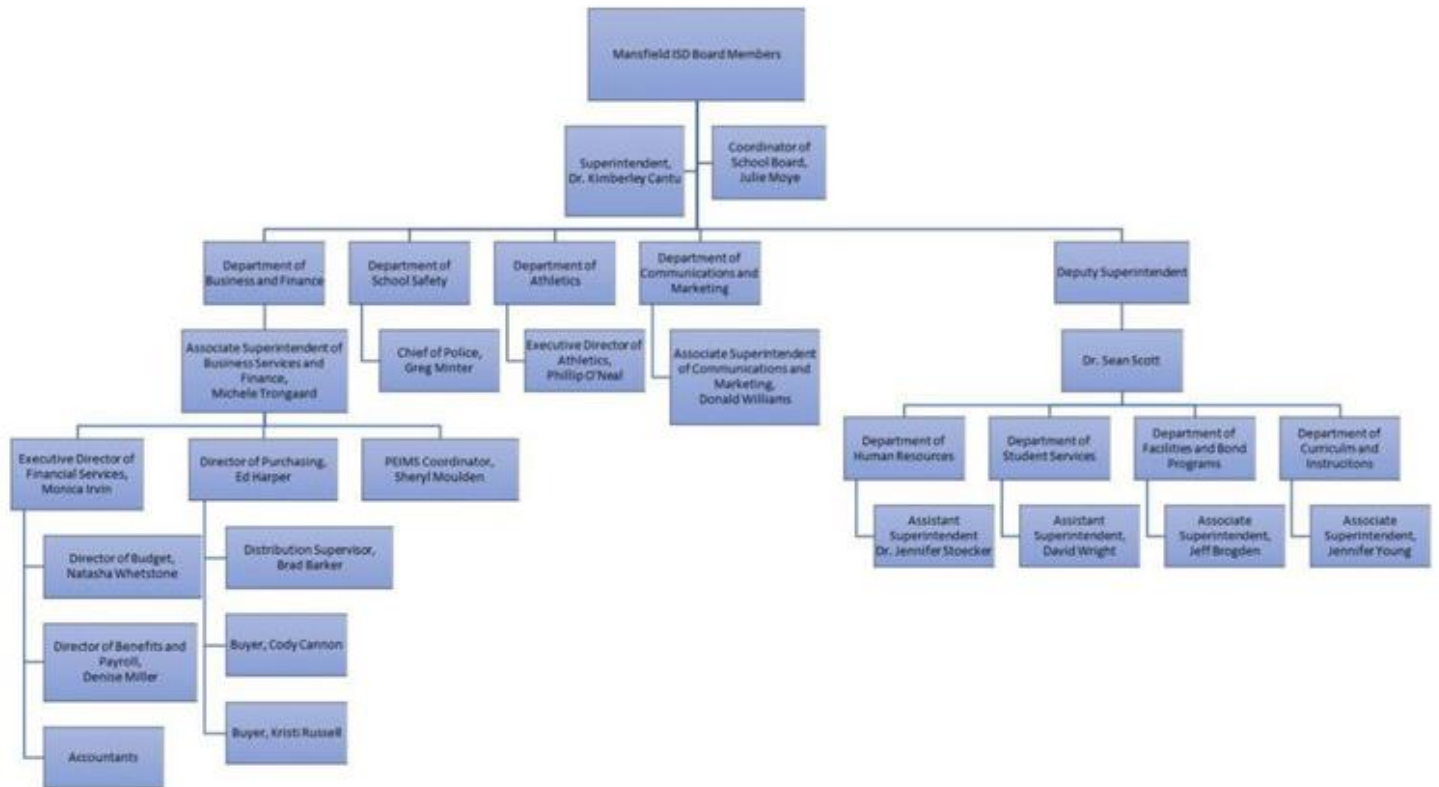 Mansfield ISD Board Members
Superintendent,
Dr. Kimberley Cantu
Coordinator of
School Board,
Julie Moye
Department of
Business and Finance
Department of
School Safety
Department of
Athletics
Department of
Communications and
Marketing
Deputy Superintendent
Associate Superintendent of
Business Services and
Finance,
Michele Trongaard
Chief of Police,
Greg Minter
Executive Director of
Athletics,
Phillip O'Neal
Associate Superintendent
of Communications and
Marketing,
Donald Williams
Dr. Sean Scott
Executive Director of
Financial Services,
Monica Irvin
Director of Purchasing,
Ed Harper
PEIMS Coordinator,
Sheryl Moulden
Department of
Human Resources
Department of
Student Services
Department of
Facilities and Bond
Programs
Department of
Curriculm and
Instrucitions
Assistant
Superintendent
Dr. Jennifer Stoecker
Assistant
Superintendent,
David Wright
Associate
Superintendent,
Jeff Brogden
Associate
Superintendent,
Jennifer Young
Director of Budget,
Natasha Whetstone
Distribution Supervisor,
Brad Barker
Director of Benefits and
Payroll,
Denise Miller
Buyer, Cody Cannon
Accountants
Buyer, Kristi Russell